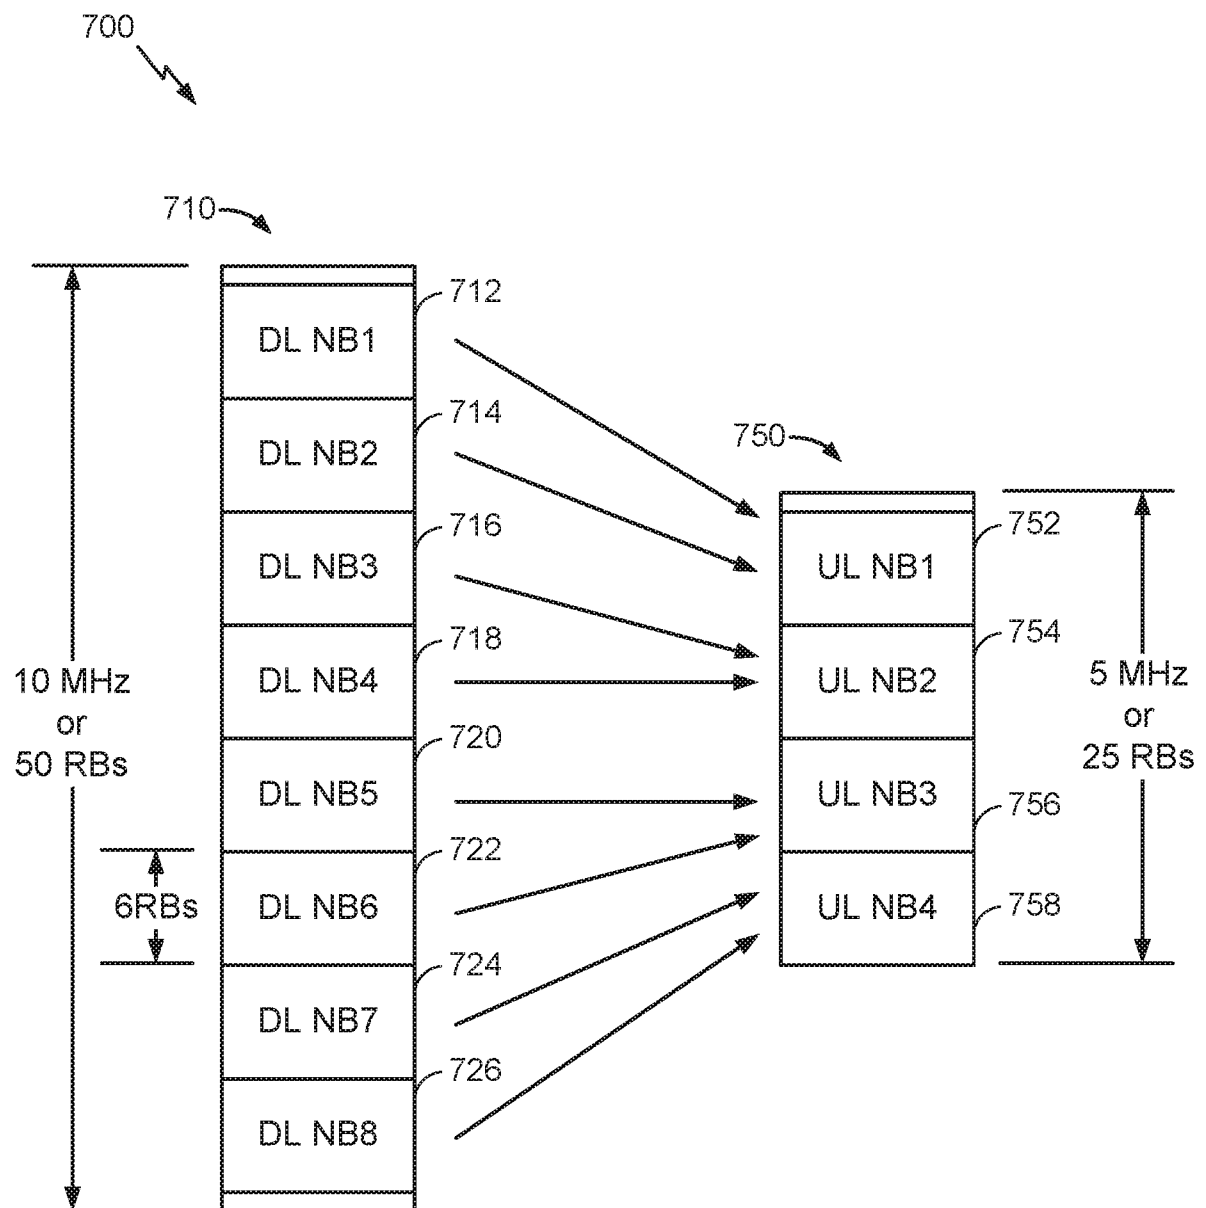 700
710
712
DL NB1
714
750
DL NB2
716
752
DL NB3
UL NB1
718
754
10 MHz
or
50 RBs
DL NB4
UL NB2
5 MHz
or
25 RBs
720
DL NB5
UL NB3
756
722
6RBs
DL NB6
UL NB4
758
724
DL NB7
726
DL NB8